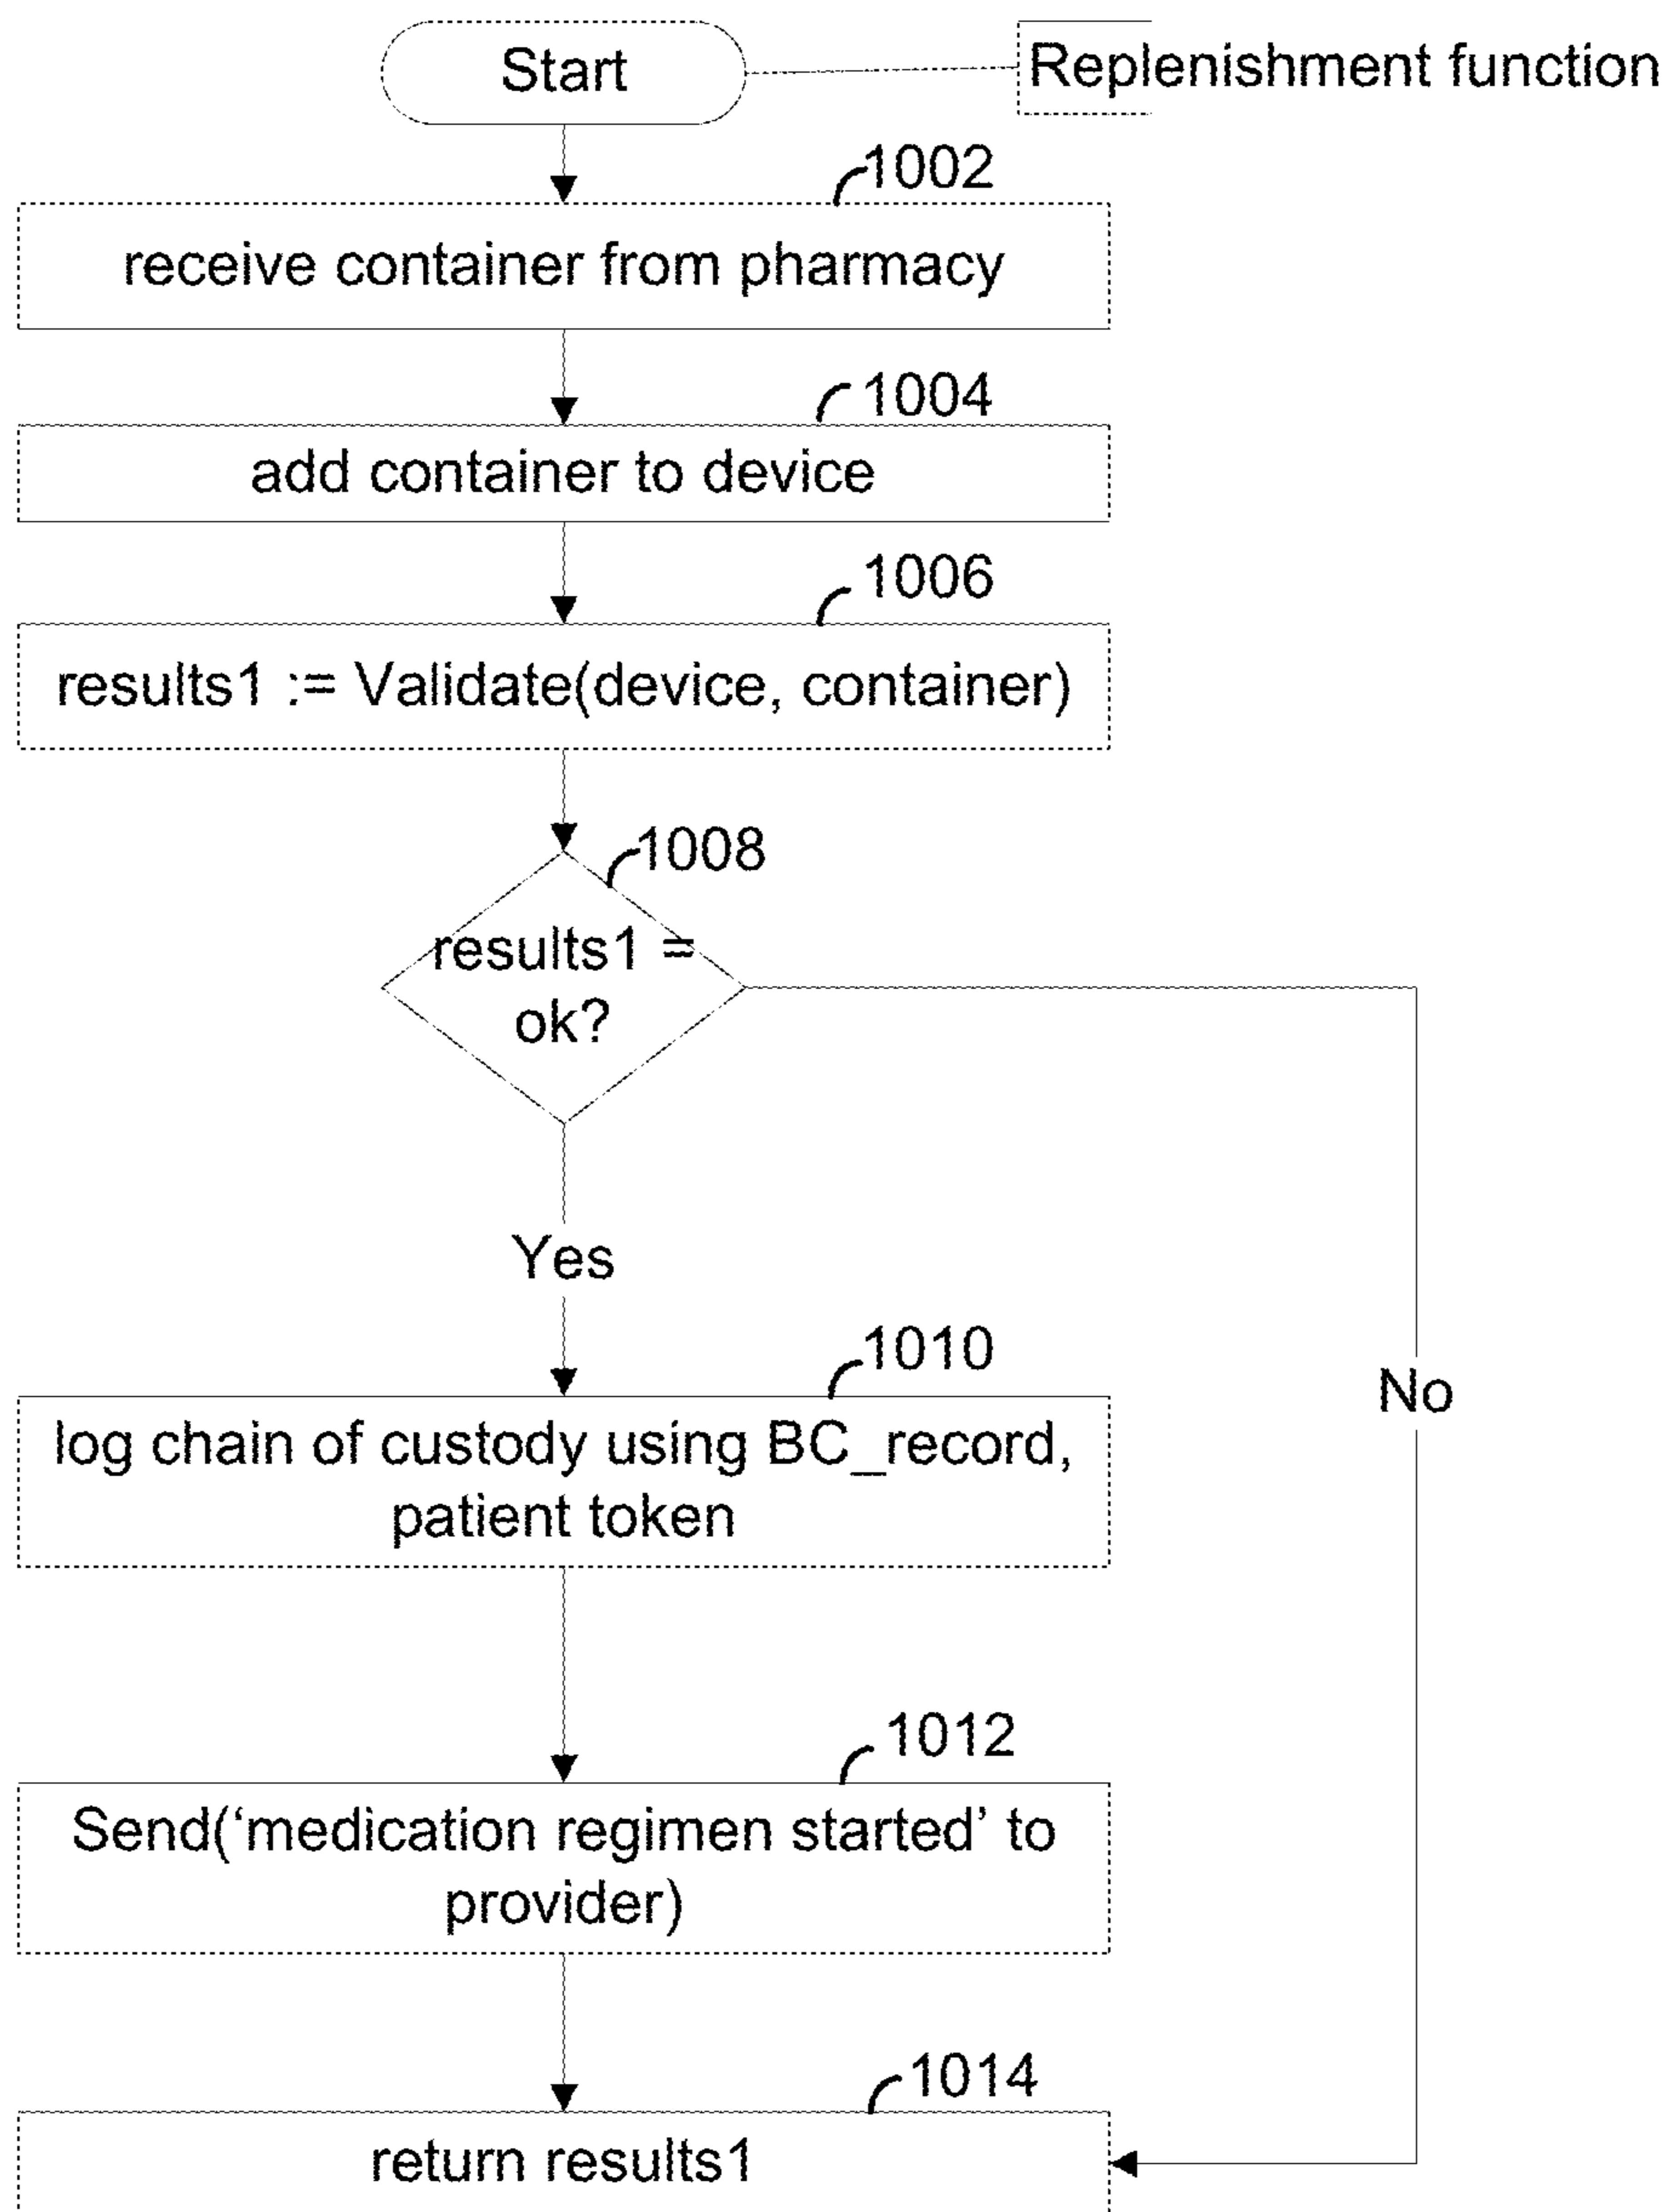 Start
Replenishment function
1002
receive container from pharmacy
1004
add container to device
1006
results1 := Validate(device, container)
1008
results1 =
ok?
Yes
No
1010
log chain of custody using BC_record,
patient token
1012
Send(‘medication regimen started’ to
provider)
1014
return results1